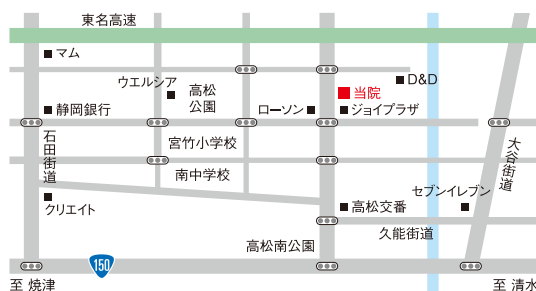 東名高速
マム
ウエルシア
高松
公園
D&D
当院
静岡銀行
ローソン
ジョイプラザ
石田街道
宮竹小学校
大谷街道
南中学校
クリエイト
高松交番
セブンイレブン
久能街道
高松南公園
150
至 焼津
至 清水